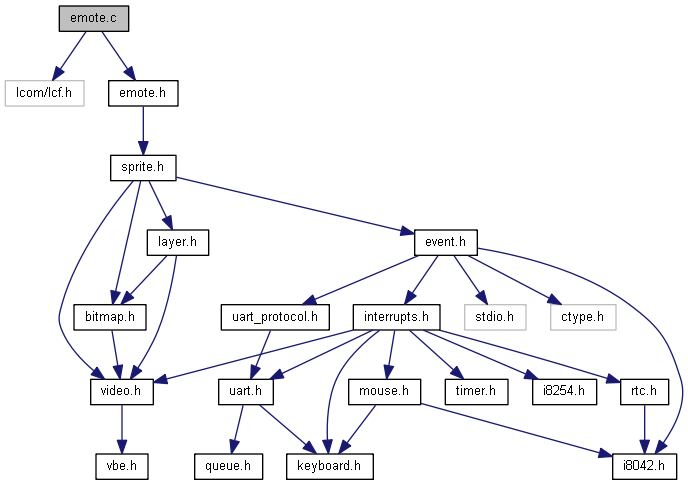 emote.c
lcom/lcf.h
emote.h
sprite.h
layer.h
event.h
bitmap.h
uart_protocol.h
interrupts.h
stdio.h
ctype.h
video.h
uart.h
mouse.h
timer.h
i8254.h
rtc.h
vbe.h
queue.h
keyboard.h
i8042.h